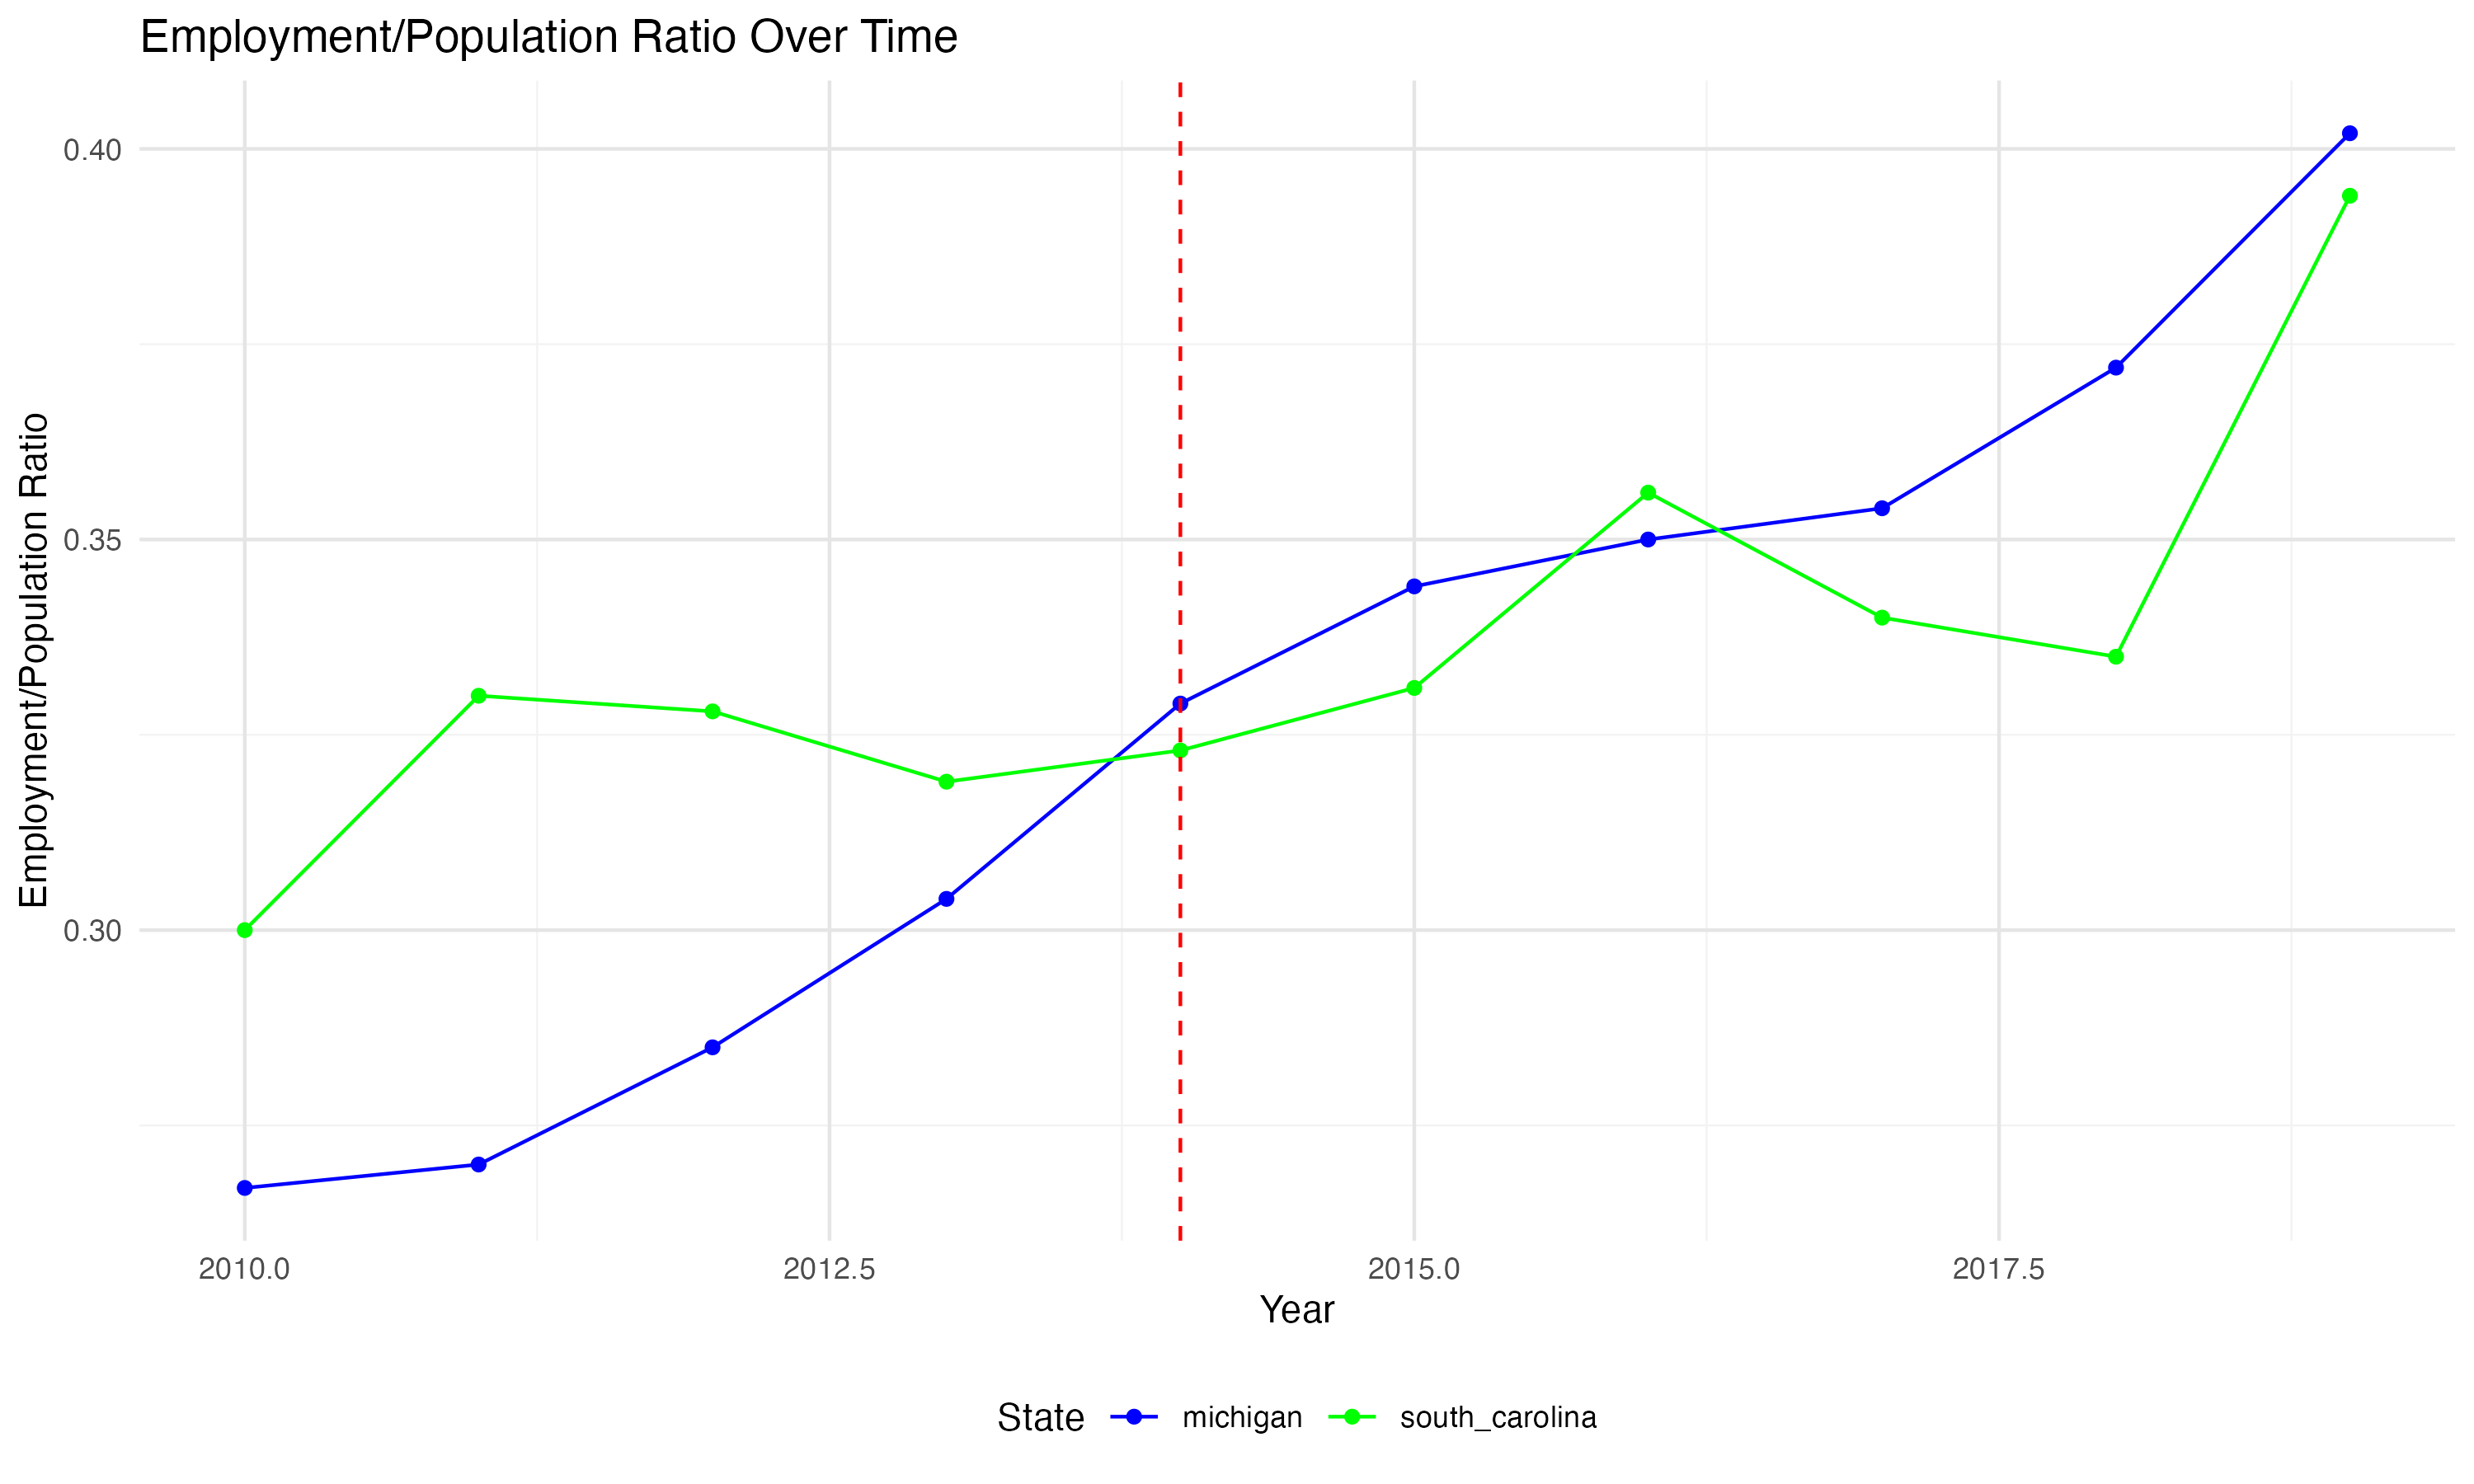 Employment/Population Ratio Over Time
Employment/Population Ratio
0.40
0.35
0.30
2010.0 2012.5 2015.0 2017.5
Year
State michigan south_carolina